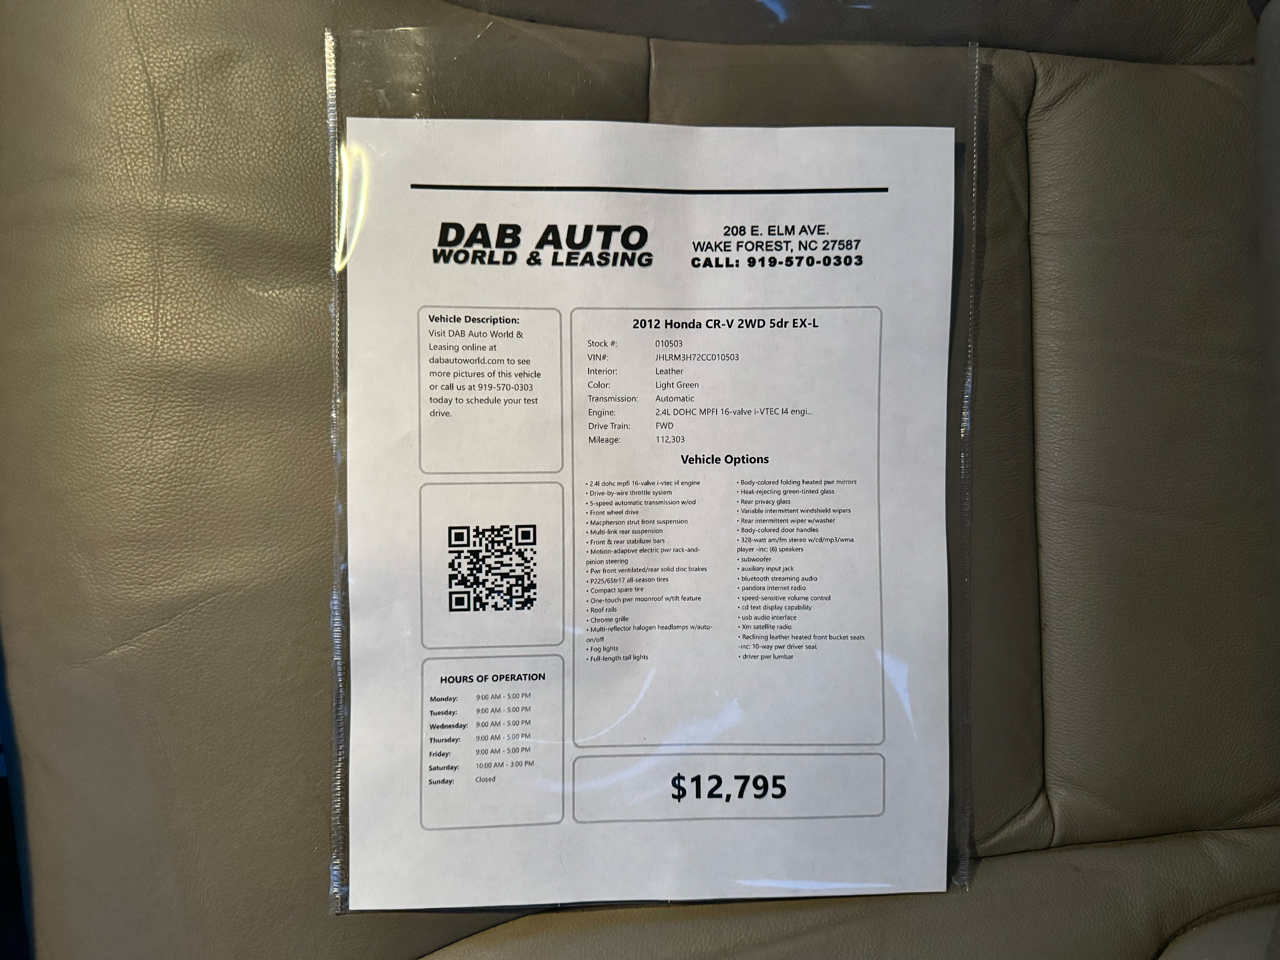 DAB AUTO
WORLD & LEASING
208 E. ELM AVE.
WAKE FOREST, NC 27587
CALL: 919-570-0303
Vehicle Description:
Visit DAB Auto World &
Leasing online at
dabautoworld.com to see
more pictures of this vehicle
or call us at 919-570-0303
today to schedule your test
drive.
HOURS OF OPERATION
Monday: 9:00 AM - 5:00 PM
Tuesday: 9:00 AM - 5:00 PM
Wednesday: 9:00 AM - 5:00 PM
Thursday: 9:00 AM - 5:00 PM
Friday: 9:00 AM - 5:00 PM
Saturday: 10:00 AM - 3:00 PM
Sunday: Closed
2012 Honda CR-V 2WD 5dr EX-L
Stock #: 010503
VIN#: JHLRM3H72CC010503
Interior: Leather
Color: Light Green
Transmission: Automatic
Engine: 2.4L DOHC MPFI 16-valve i-VTEC I4 engi...
Drive Train: FWD
Mileage: 112,303
Vehicle Options
• 2.4l dohc mpfi 16-valve i-vtec i4 engine
• Drive-by-wire throttle system
• 5-speed automatic transmission w/od
• Front wheel drive
• Macpherson strut front suspension
• Multi-link rear suspension
• Front & rear stabilizer bars
• Motion-adaptive electric pwr rack-and-
pinion steering
• Pwr front ventilated/rear solid disc brakes
• P225/65tr17 all-season tires
• Compact spare tire
• One-touch pwr moonroof w/tilt feature
• Roof rails
• Chrome grille
• Multi-reflector halogen headlamps w/auto-
on/off
• Fog lights
• Full-length tail lights
• Body-colored folding heated pwr mirrors
• Heat-rejecting green-tinted glass
• Rear privacy glass
• Variable intermittent windshield wipers
• Rear intermittent wiper w/washer
• Body-colored door handles
• 328-watt am/fm stereo w/cd/mp3/wma
player -inc: (6) speakers
• subwoofer
• auxiliary input jack
• bluetooth streaming audio
• pandora internet radio
• speed-sensitive volume control
• cd text display capability
• usb audio interface
• Xm satellite radio
• Reclining leather heated front bucket seats
-inc: 10-way pwr driver seat
• driver pwr lumbar
$12,795